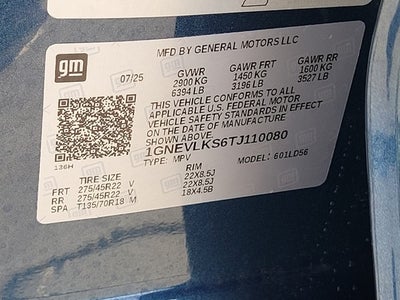 gm
MFD BY GENERAL MOTORS LLC
07/25 GVWR GAWR FRT GAWR RR
2900 KG 1450 KG 1600 KG
6394 LB 3196 LB 3527 LB
THIS VEHICLE CONFORMS TO ALL
APPLICABLE U.S. FEDERAL MOTOR
VEHICLE SAFETY STANDARDS IN EFFECT
ON THE DATE OF MANUFACTURE
SHOWN ABOVE
1GNEVLKS6TJ110080
136H TYPE: MPV MODEL: 601LD56
TIRE SIZE RIM
FRT 275/45R22 V 22X8.5J
RR 275/45R22 V 22X8.5J
SPA T135/70R18 M 18X4.5B